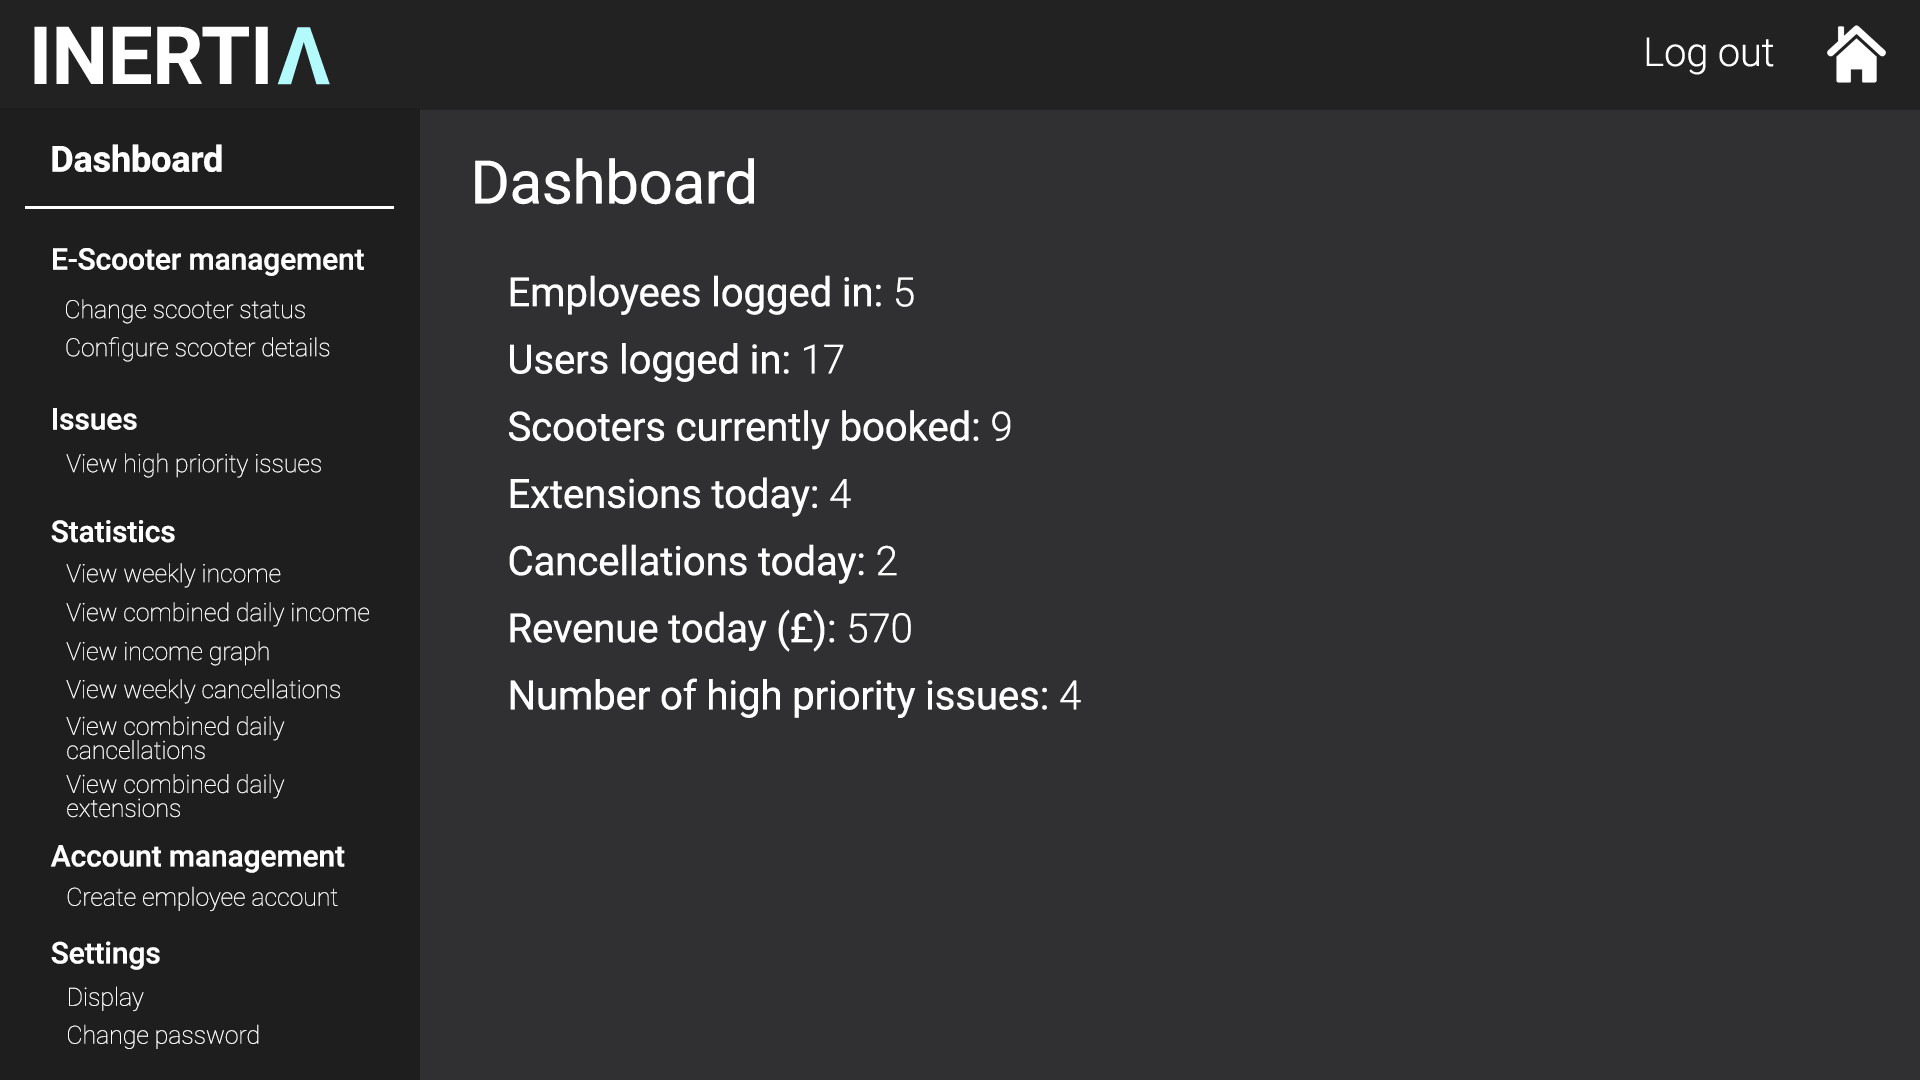 INERTIA
Log out
Dashboard
E-Scooter management
Change scooter status
Configure scooter details
Issues
View high priority issues
Statistics
View weekly income
View combined daily income
View income graph
View weekly cancellations
View combined daily
cancellations
View combined daily
extensions
Account management
Create employee account
Settings
Display
Change password
Dashboard
Employees logged in: 5
Users logged in: 17
Scooters currently booked: 9
Extensions today: 4
Cancellations today: 2
Revenue today (£): 570
Number of high priority issues: 4